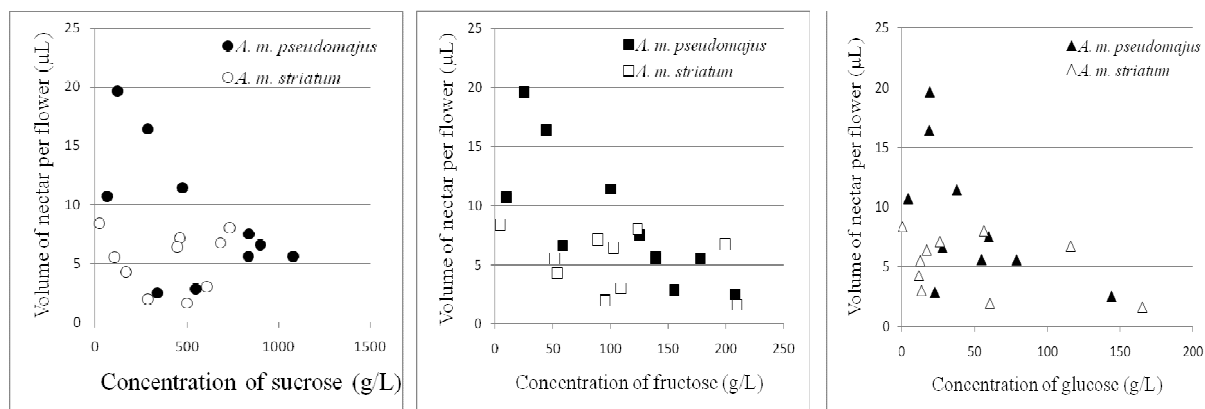 Volume of nectar per flower (µL)
25
20
15
10
5
0
A. m. pseudomajus
A. m. striatum
0 500 1000 1500
Concentration of sucrose (g/L)
Volume of nectar per flower (µL)
25
20
15
10
5
0
A. m. pseudomajus
A. m. striatum
0 50 100 150 200 250
Concentration of fructose (g/L)
Volume of nectar per flower (µL)
25
20
15
10
5
0
A. m. pseudomajus
A. m. striatum
0 50 100 150 200
Concentration of glucose (g/L)